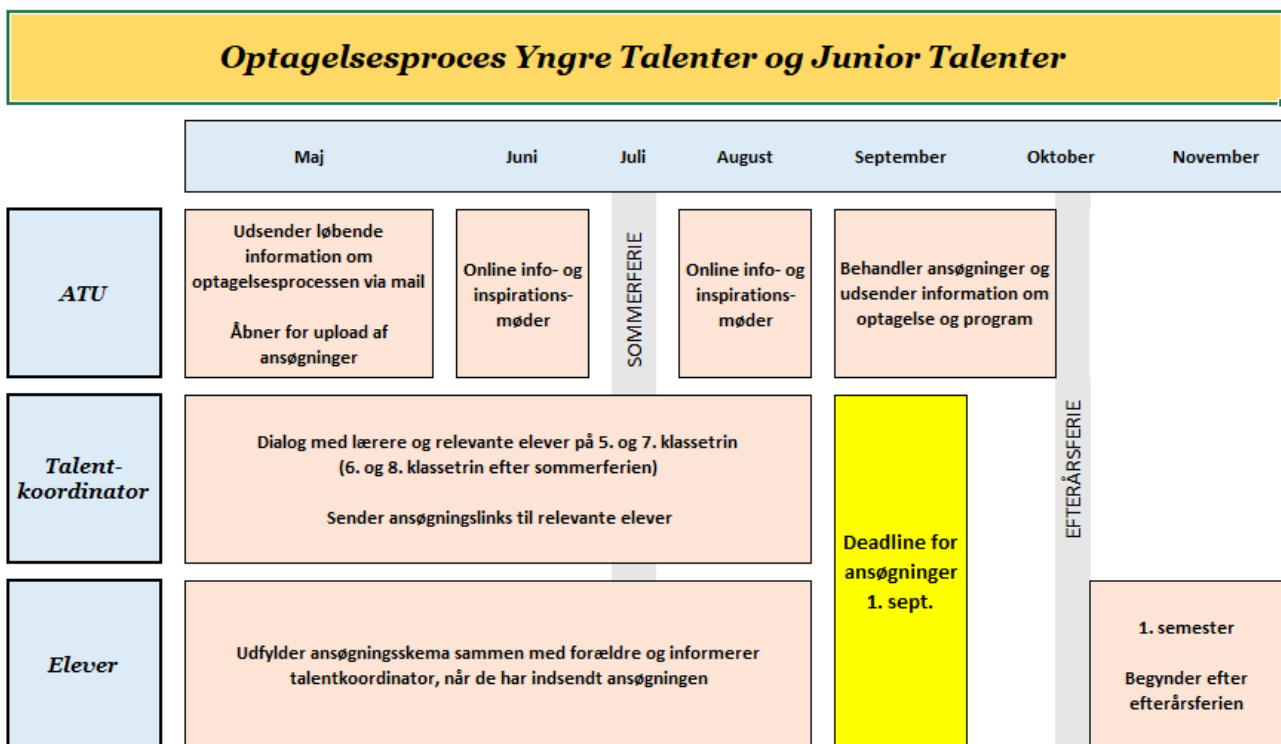 Optagelsesproces Yngre Talenter og Junior Talenter
Maj
Juni
Juli
August
September
Oktober
November
ATU
Udsender løbende
information om
optagelsesprocessen via mail
Åbner for upload af
ansøgninger
Online info- og
inspirations-
møder
SOMMERFERIE
Online info- og
inspirations-
møder
Behandler ansøgninger og
udsender information om
optagelse og program
EFTERÅRSFERIE
Talent-
koordinator
Dialog med lærere og relevante elever på 5. og 7. klassetrin
(6. og 8. klassetrin efter sommerferien)
Sender ansøgningslinks til relevante elever
Deadline for
ansøgninger
1. sept.
Elever
Udfylder ansøgningsskema sammen med forældre og informerer
talentkoordinator, når de har indsendt ansøgningen
1. semester
Begynder efter
efterårsferien